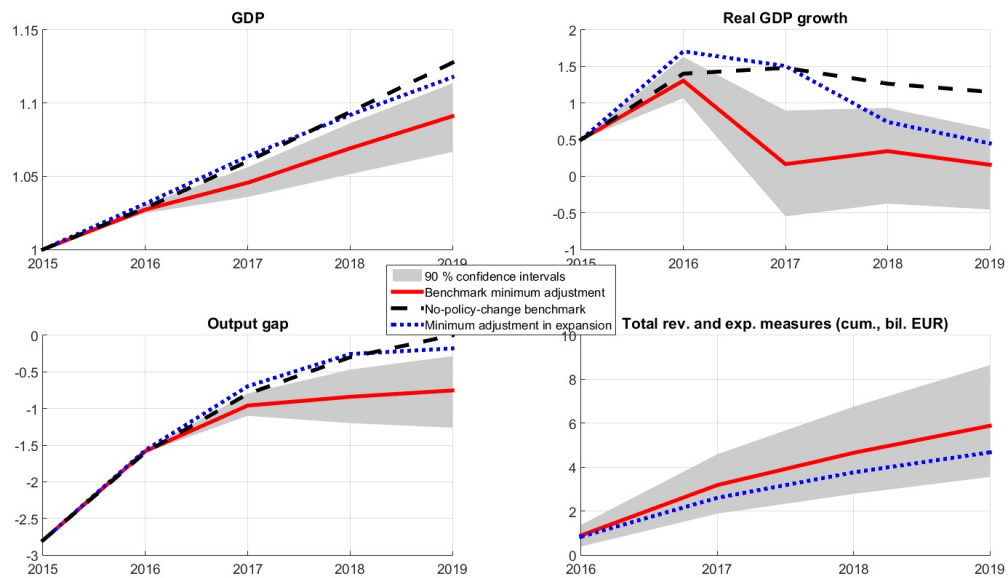 GDP
1.15
1.1
1.05
1
2015 2016 2017 2018 2019
Real GDP growth
2
1.5
1
0.5
0
-0.5
-1
2015 2016 2017 2018 2019
90 % confidence intervals
Benchmark minimum adjustment
No-policy-change benchmark
Minimum adjustment in expansion
Output gap
0
-0.5
-1
-1.5
-2
-2.5
-3
2015 2016 2017 2018 2019
Total rev. and exp. measures (cum., bil. EUR)
10
8
6
4
2
0
2016 2017 2018 2019